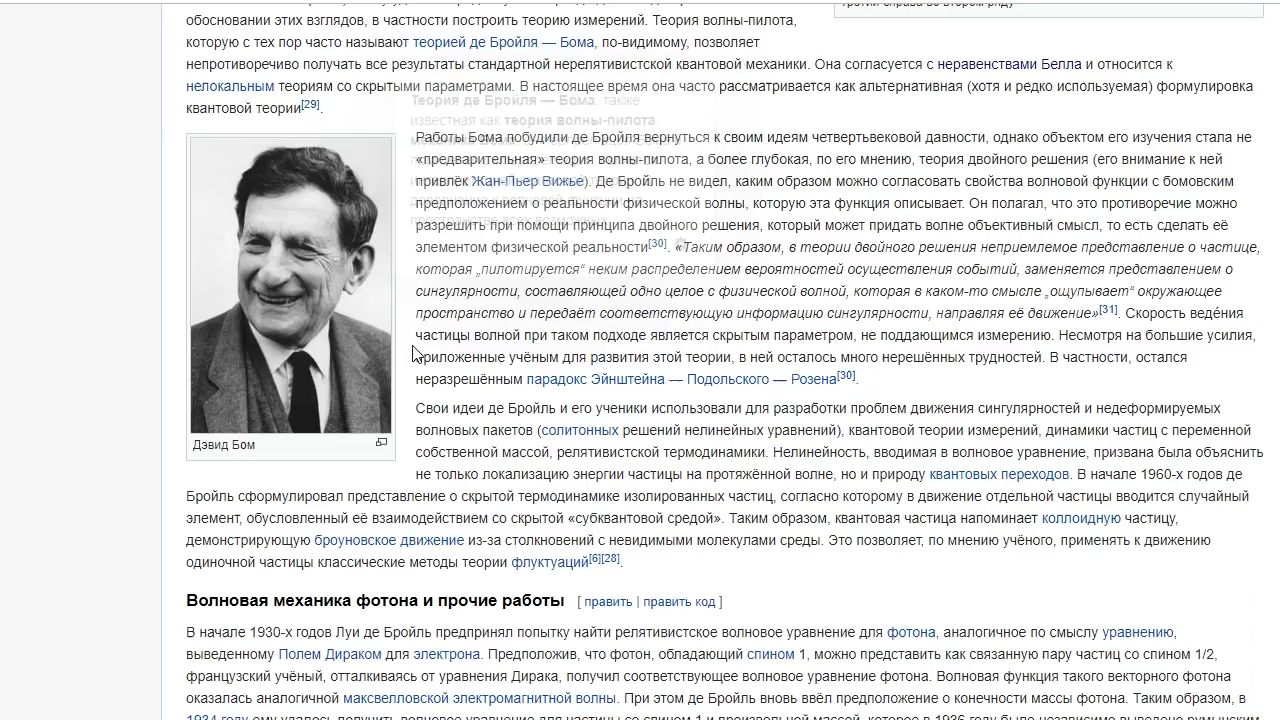 обосновании этих взглядов, в частности построить теорию измерений. Теория волны-пилота,
которую с тех пор часто называют теорией де Бройля — Бома, по-видимому, позволяет
непротиворечиво получать все результаты стандартной нерелятивистской квантовой механики. Она согласуется с неравенствами Белла и относится к
нелокальным теориям со скрытыми параметрами. В настоящее время она часто рассматривается как альтернативная (хотя и редко используемая) формулировка
квантовой теории[29].
Теория де Бройля — Бома, также
известная как теория волны-пилота,
Работы Бома побудили де Бройля вернуться к своим идеям четвертьвековой давности, однако объектом его изучения стала не
«предварительная» теория волны-пилота, а более глубокая, по его мнению, теория двойного решения (его внимание к ней
привлёк Жан-Пьер Вижье). Де Бройль не видел, каким образом можно согласовать свойства волновой функции с бомовским
предположением о реальности физической волны, которую эта функция описывает. Он полагал, что это противоречие можно
разрешить при помощи принципа двойного решения, который может придать волне объективный смысл, то есть сделать её
элементом физической реальности[30]. «Таким образом, в теории двойного решения неприемлемое представление о частице,
которая „пилотируется“ неким распределением вероятностей осуществления событий, заменяется представлением о
сингулярности, составляющей одно целое с физической волной, которая в каком-то смысле „ощупывает“ окружающее
пространство и передаёт соответствующую информацию сингулярности, направляя её движение»[31]. Скорость веде́ния
частицы волной при таком подходе является скрытым параметром, не поддающимся измерению. Несмотря на большие усилия,
приложенные учёным для развития этой теории, в ней осталось много нерешённых трудностей. В частности, остался
неразрешённым парадокс Эйнштейна — Подольского — Розена[30].
Дэвид Бом
Свои идеи де Бройль и его ученики использовали для разработки проблем движения сингулярностей и недеформируемых
волновых пакетов (солитонных решений нелинейных уравнений), квантовой теории измерений, динамики частиц с переменной
собственной массой, релятивистской термодинамики. Нелинейность, вводимая в волновое уравнение, призвана была объяснить
не только локализацию энергии частицы на протяжённой волне, но и природу квантовых переходов. В начале 1960-х годов де
Бройль сформулировал представление о скрытой термодинамике изолированных частиц, согласно которому в движение отдельной частицы вводится случайный
элемент, обусловленный её взаимодействием со скрытой «субквантовой средой». Таким образом, квантовая частица напоминает коллоидную частицу,
демонстрирующую броуновское движение из-за столкновений с невидимыми молекулами среды. Это позволяет, по мнению учёного, применять к движению
одиночной частицы классические методы теории флуктуаций[6][28].
Волновая механика фотона и прочие работы [ править | править код ]
В начале 1930-х годов Луи де Бройль предпринял попытку найти релятивистское волновое уравнение для фотона, аналогичное по смыслу уравнению,
выведенному Полем Дираком для электрона. Предположив, что фотон, обладающий спином 1, можно представить как связанную пару частиц со спином 1/2,
французский учёный, отталкиваясь от уравнения Дирака, получил соответствующее волновое уравнение фотона. Волновая функция такого векторного фотона
оказалась аналогичной максвелловской электромагнитной волны. При этом де Бройль вновь ввёл предположение о конечности массы фотона. Таким образом, в